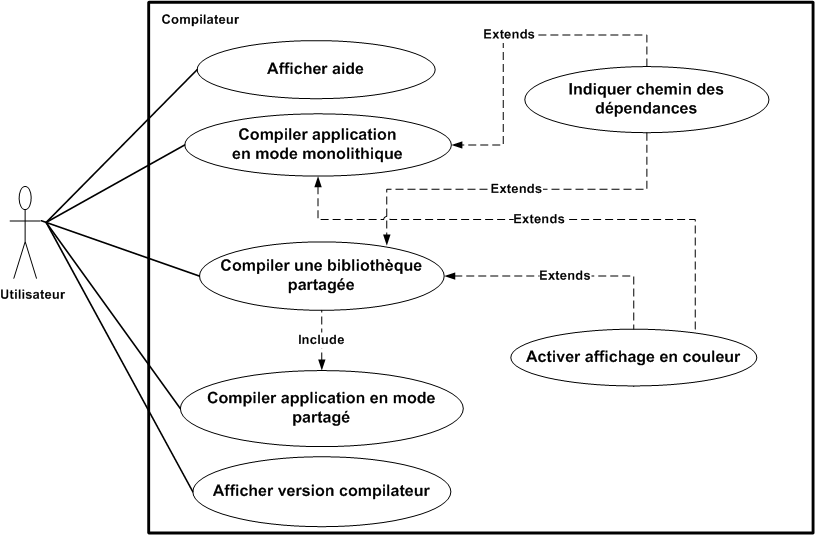 Compilateur
Extends
Afficher aide
Indiquer chemin des
dépendances
Compiler application
en mode monolithique
Extends
Extends
Utilisateur
Compiler une bibliothèque
partagée
Extends
Include
Activer affichage en couleur
Compiler application en mode
partagé
Afficher version compilateur